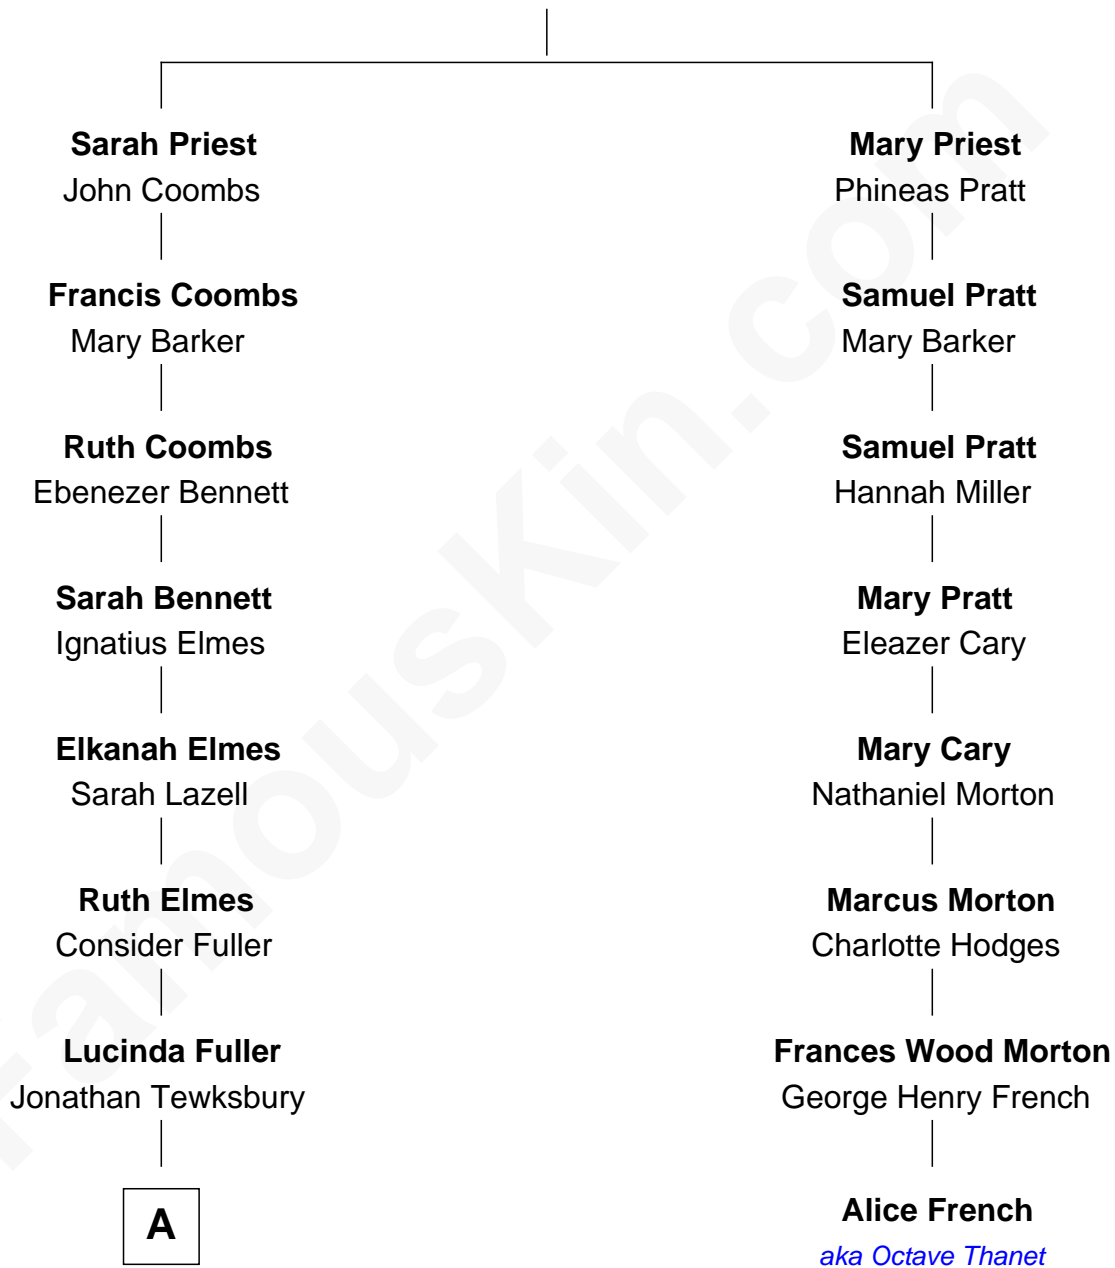 Sarah Priest
John Coombs
Francis Coombs
Mary Barker
Ruth Coombs
Ebenezer Bennett
Sarah Bennett
Ignatius Elmes
Elkanah Elmes
Sarah Lazell
Ruth Elmes
Consider Fuller
Lucinda Fuller
Jonathan Tewksbury
A
Mary Priest
Phineas Pratt
Samuel Pratt
Mary Barker
Samuel Pratt
Hannah Miller
Mary Pratt
Eleazer Cary
Mary Cary
Nathaniel Morton
Marcus Morton
Charlotte Hodges
Frances Wood Morton
George Henry French
Alice French
aka Octave Thanet
FamousKin.com